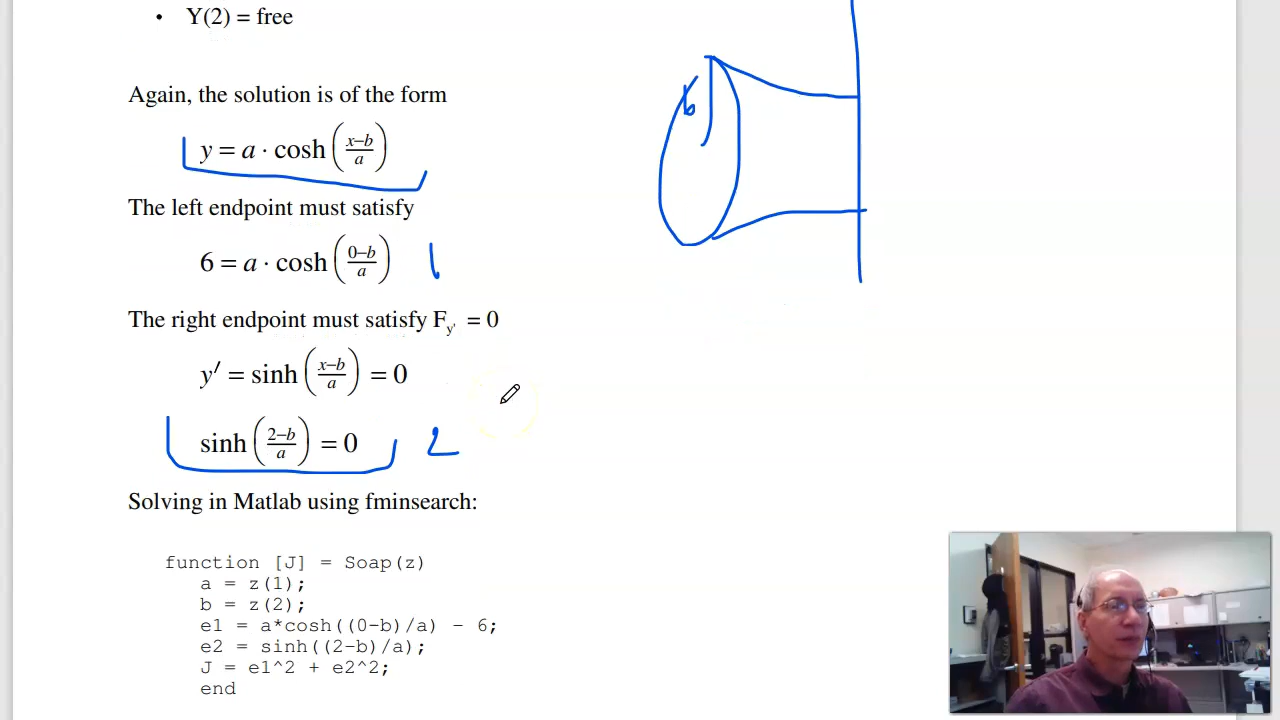 • Y(2) = free
Again, the solution is of the form
y = a · cosh((x–b)/a)
The left endpoint must satisfy
6 = a · cosh((0–b)/a) 1
The right endpoint must satisfy F_y' = 0
y′ = sinh((x–b)/a) = 0
sinh((2–b)/a) = 0 2
Solving in Matlab using fminsearch:
function [J] = Soap(z)
a = z(1);
b = z(2);
e1 = a*cosh((0-b)/a) - 6;
e2 = sinh((2-b)/a);
J = e1^2 + e2^2;
end
6